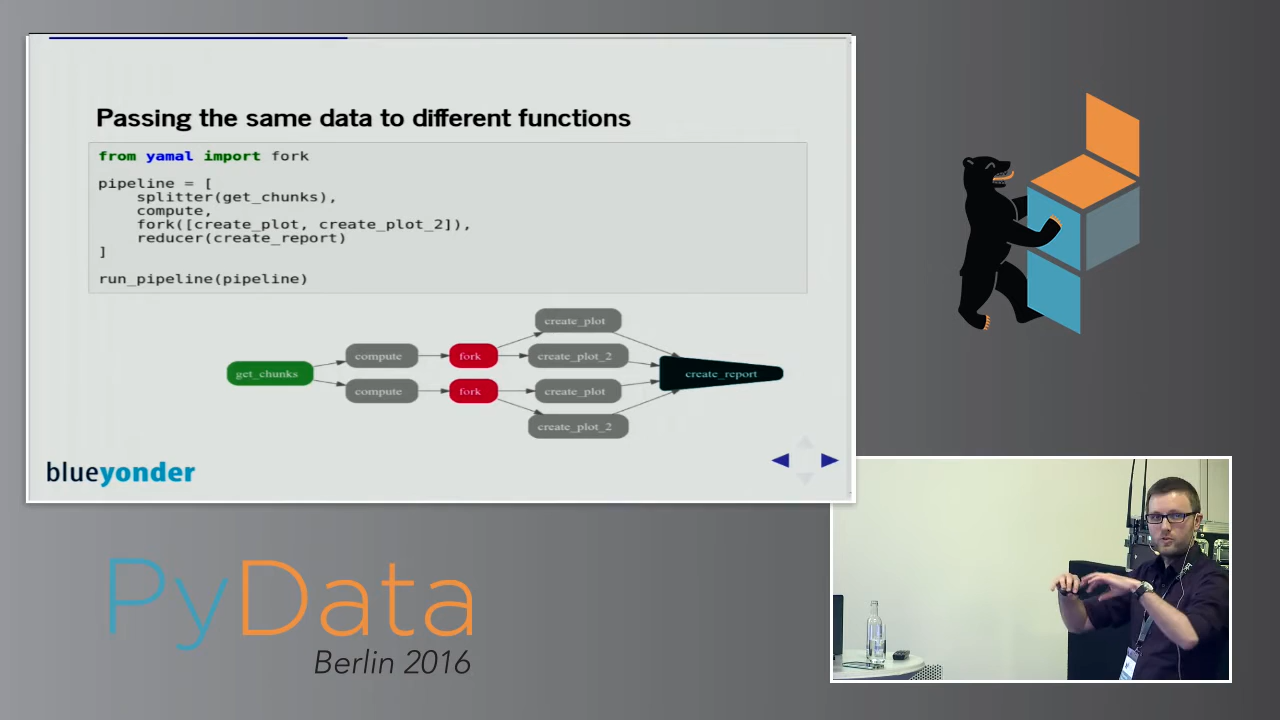 Passing the same data to different functions
from yamal import fork
pipeline = [
    splitter(get_chunks),
    compute,
    fork([create_plot, create_plot_2]),
    reducer(create_report)
]
run_pipeline(pipeline)
create_plot
compute
fork
create_plot_2
get_chunks
create_report
compute
fork
create_plot
create_plot_2
blueyonder
PyData
Berlin 2016